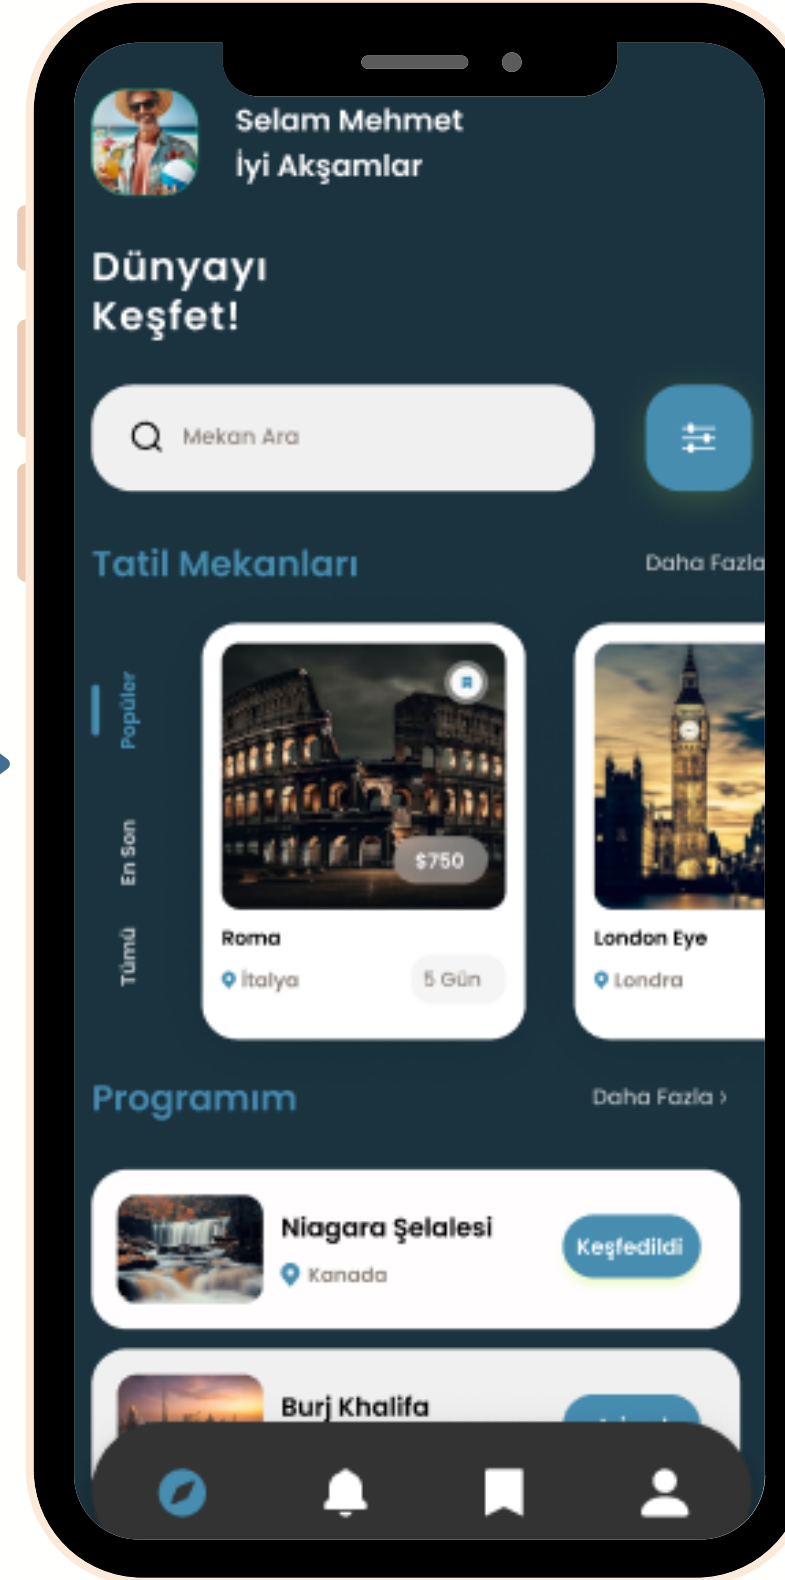 Selam Mehmet
İyi Akşamlar
Dünyayı
Keşfet!
Mekan Ara
Tatil Mekanları
Daha Fazla
Popüler
En Son
Tümü
$750
Roma
İtalya
5 Gün
London Eye
Londra
Programım
Daha Fazla ›
Niagara Şelalesi
Kanada
Keşfedildi
Burj Khalifa